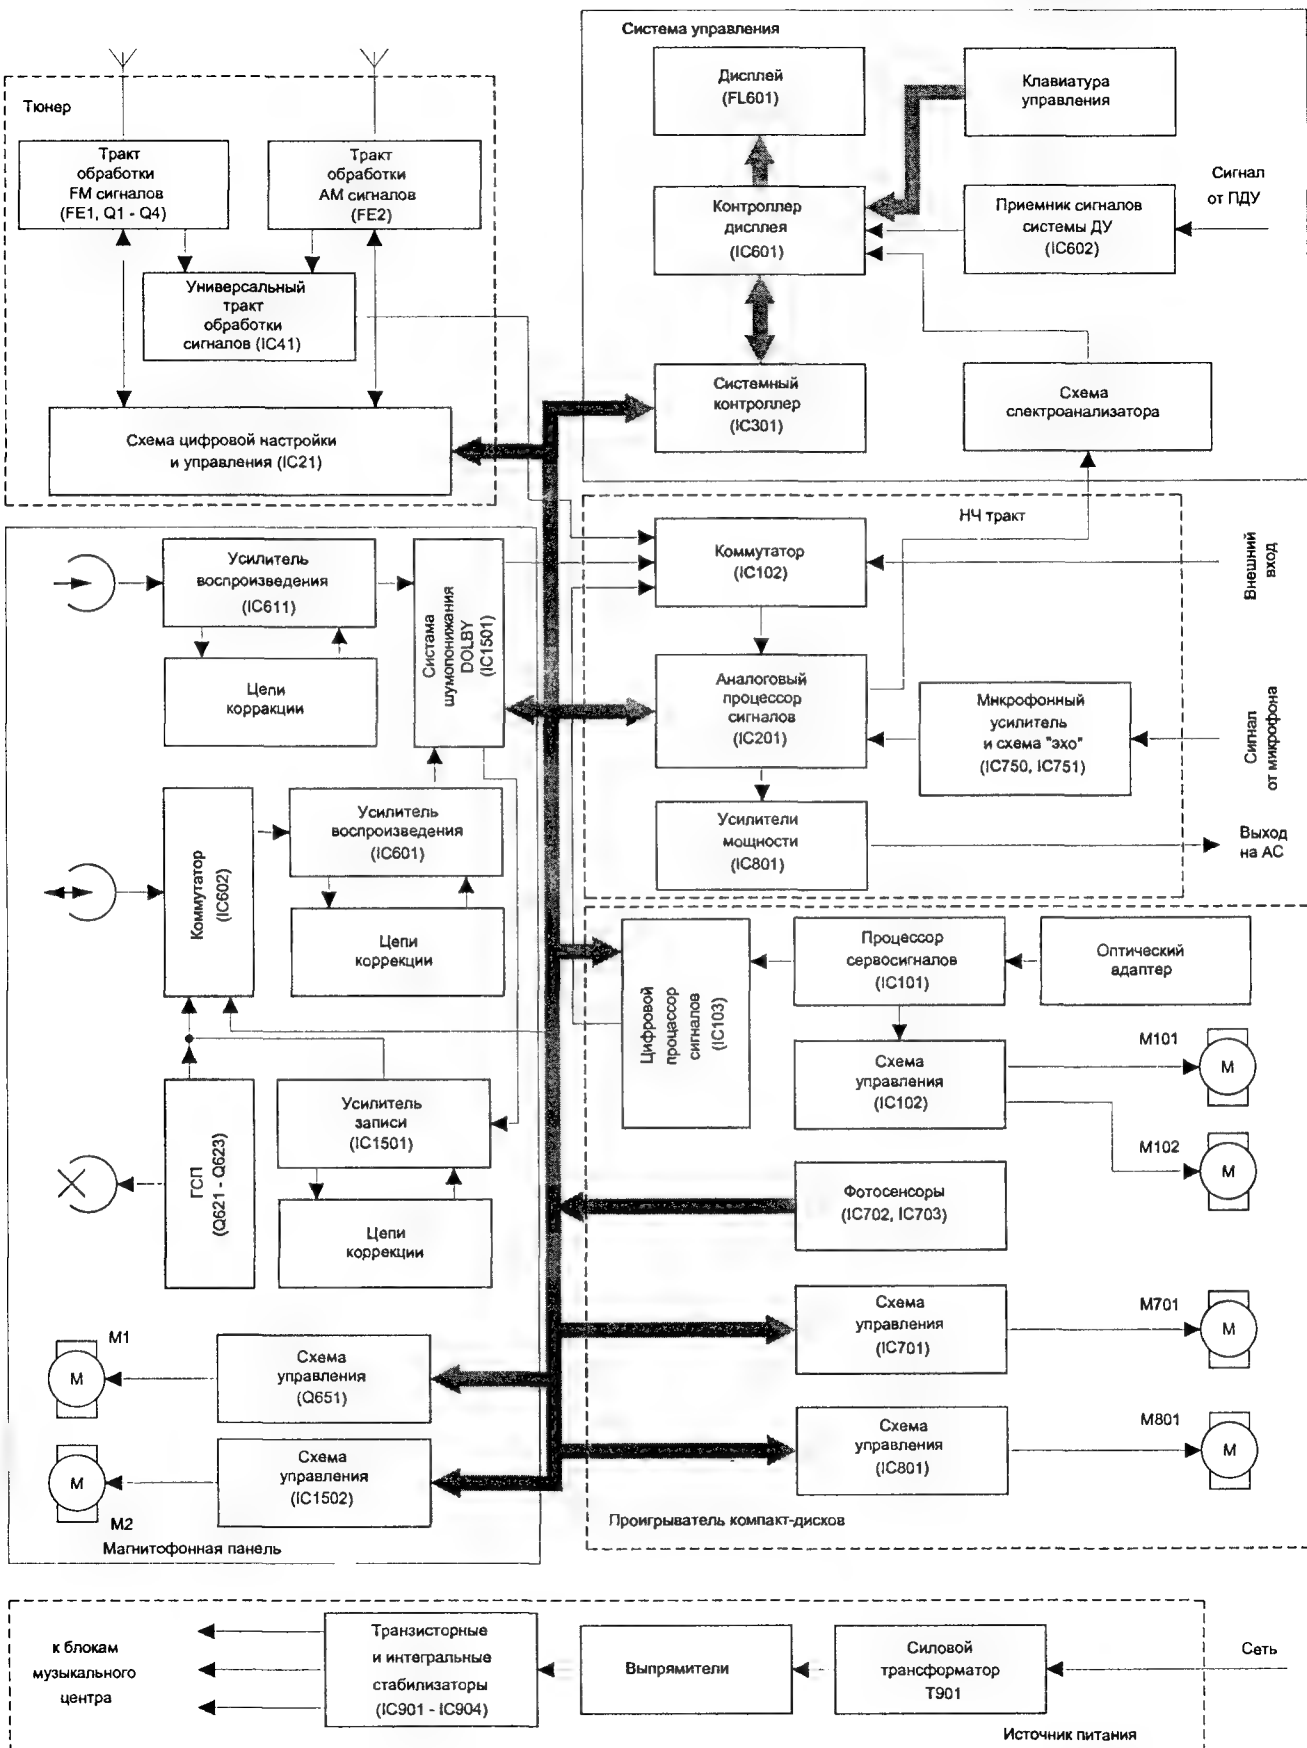 Тюнер
Тракт
обработки
FM сигналов
(FE1, Q1 - Q4)
Тракт
обработки
AM сигналов
(FE2)
Универсальный
тракт
обработки
сигналов (IC41)
Схема цифровой настройки
и управления (IC21)
Система управления
Дисплей
(FL601)
Клавиатура
управления
Контроллер
дисплея
(IC601)
Приемник сигналов
системы ДУ
(IC602)
Сигнал
от ПДУ
Системный
контроллер
(IC301)
Схема
спектроанализатора
НЧ тракт
Коммутатор
(IC102)
Внешний
вход
Аналоговый
процессор
сигналов
(IC201)
Микрофонный
усилитель
и схема "эхо"
(IC750, IC751)
Сигнал
от микрофона
Усилители
мощности
(IC801)
Выход
на АС
Усилитель
воспроизведения
(IC611)
Цепи
норракции
Систама
шумопонижания
DOLBY
(IC1501)
Коммутатор
(IC602)
Усилитель
воспроизведения
(IC601)
Цепи
коррекции
ГСП
(Q621 - Q623)
Усилитель
записи
(IC1501)
Цепи
коррекции
M1
M
Схема
управления
(Q651)
M
M2
Схема
управления
(IC1502)
Магнитофонная панель
Цифровой
процассор
сигналов
(IC103)
Процессор
сервосигналов
(IC101)
Оптический
адаптер
Схема
управления
(IC102)
M101
M
M102
M
Фотосенсоры
(IC702, IC703)
Схема
управления
(IC701)
M701
M
Схема
управления
(IC801)
M801
M
Проигрыватель компакт-дисков
к блокам
музыкального
центра
Транзисторные
и интегральные
стабилизаторы
(IC901 - IC904)
Выпрямители
Силовой
трансформатор
T901
Сеть
Источник питания